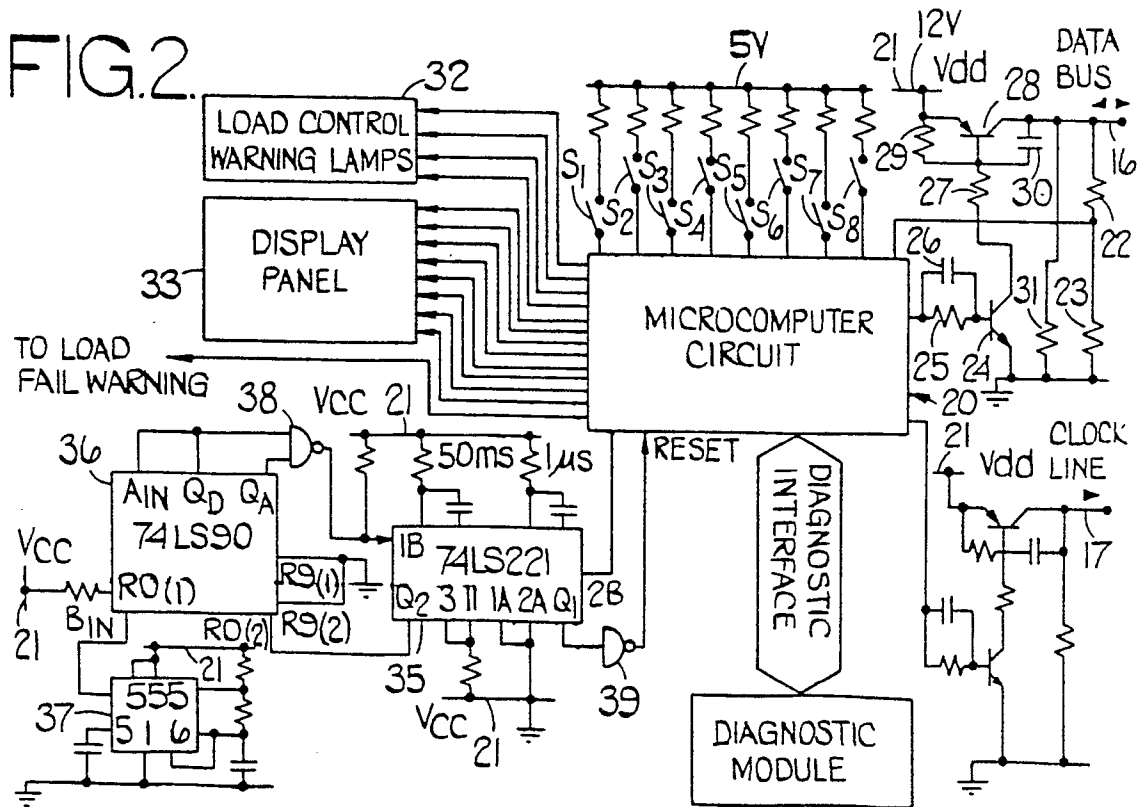 FIG.2.
32
LOAD CONTROL
WARNING LAMPS
33
DISPLAY
PANEL
TO LOAD
FAIL WARNING
5V
S1
S2
S3
S4
S5
S6
S7
S8
MICROCOMPUTER
CIRCUIT
RESET
20
21
12V
Vdd
28
DATA
BUS
29
27
30
16
22
26
25
24
31
23
21
Vdd
CLOCK
LINE
17
DIAGNOSTIC
INTERFACE
DIAGNOSTIC
MODULE
38
VCC
21
50ms
1µs
36
AIN QD QA
74LS90
RO(1)
R9(1)
BIN
RO(2)
R9(2)
VCC
21
1B
74LS221
2B
Q2 3 11 1A 2A Q1
35
VCC
21
39
21
37
555
5 1 6